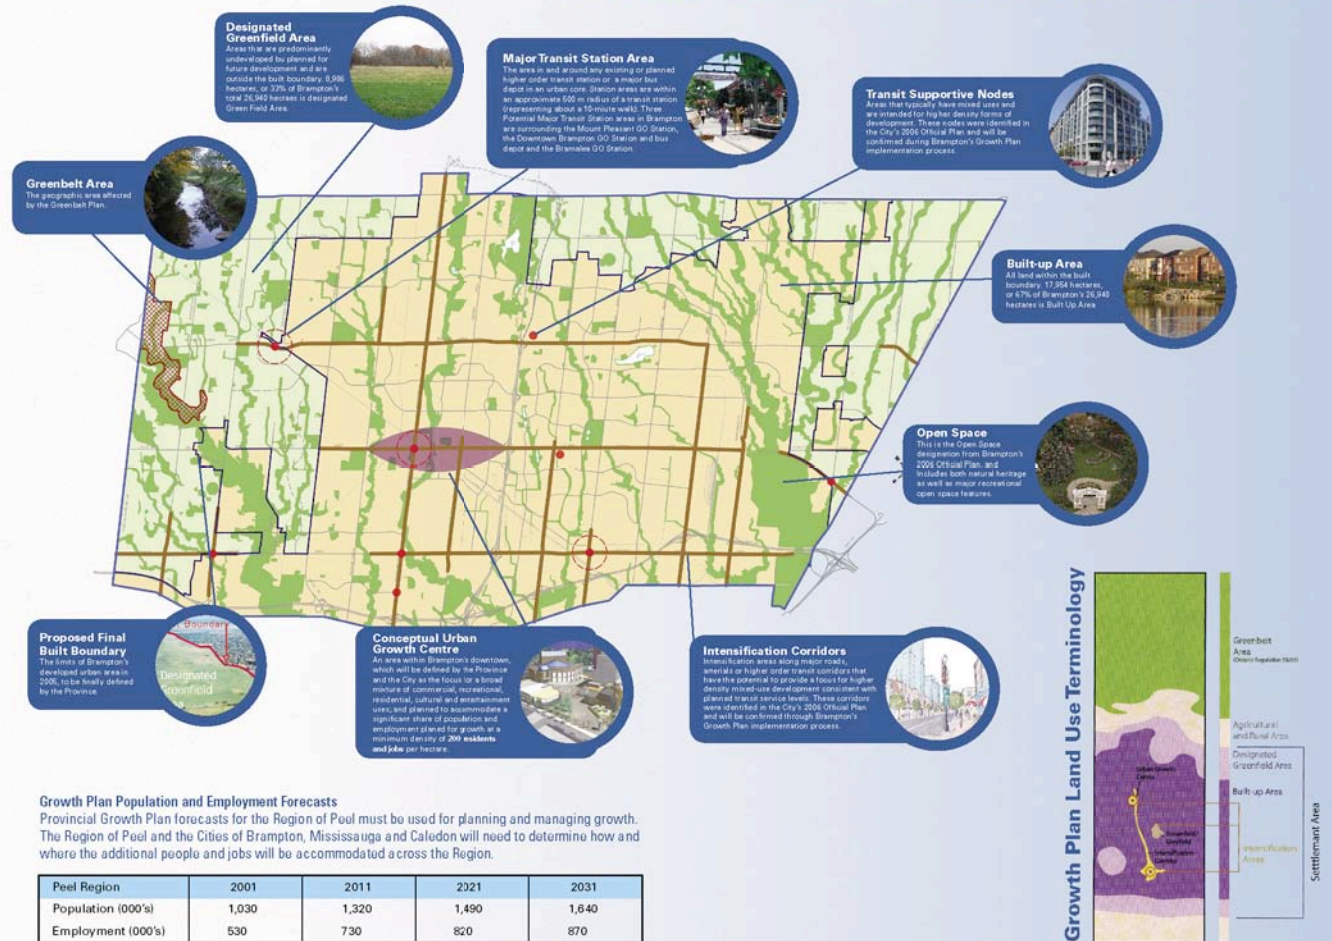 Designated
Greenfield Area
Areas that are predominantly
undeveloped bu planned for
future development and are
outside the built boundary. 8,986
hectares, or 33% of Brampton's
total 26,940 hectares is designated
Green Field Area.
Major Transit Station Area
The area in and around any existing or planned
higher order transit station or a major bus
depot in an urban core. Station areas are within
an approximate 500 m radius of a transit station
(representing about a 10-miute walk). Three
Potential Major Transit Station areas in Brampton
are surrounding the Mount Pleasant GO Station,
the Downtown Brampton GO Station and bus
depot and the Bramalea GO Station.
Transit Supportive Nodes
Areas that typically have mixed uses and
are intended for higher density forms of
development. These nodes were identified in
the City's 2006 Official Plan and will be
confirmed during Brampton's Growth Plan
implementation process.
Greenbelt Area
The geographic area affected
by the Greenbelt Plan.
Built-up Area
All land within the built
boundary. 17,954 hectares,
or 67% of Brampton's 26,940
hectares is Built Up Area
Open Space
This is the Open Space
designation from Brampton's
2006 Official Plan, and
Includes both natural heritage
as well as major recreational
open space features.
Proposed Final
Built Boundary
The limits of Brampton's
developed urban area in
2005, to be finally defined
by the Province.
Boundary
Designated
Greenfield
Conceptual Urban
Growth Centre
An area within Brampton's downtown,
which will be defined by the Province
and the City as the focus for a broad
mixture of commercial, recreational,
residential, cultural and entertainment
uses; and planned to accommodate a
significant share of population and
employment planned for growth at a
minimum density of 200 residents
and jobs per hectare.
Intensification Corridors
Intensification areas along major roads,
arterials or higher order transit corridors that
have the potential to provide a focus for higher
density mixed-use development consistent with
planned transit service levels. These corridors
were identified in the City's 2006 Official Plan
and will be confirmed through Brampton's
Growth Plan implementation process.
Growth Plan Land Use Terminology
Greenbelt
Area
Agricultural
and Rural Area
Designated
Greenfield Area
Built-up Area
Urban Growth
Centre
Intensification
Corridor
Intensification
Areas
Setttlemant Area
Growth Plan Population and Employment Forecasts
Provincial Growth Plan forecasts for the Region of Peel must be used for planning and managing growth.
The Region of Peel and the Cities of Brampton, Mississauga and Caledon will need to determine how and
where the additional people and jobs will be accommodated across the Region.
Peel Region 2001 2011 2021 2031
Population (000's) 1,030 1,320 1,490 1,640
Employment (000's) 530 730 820 870